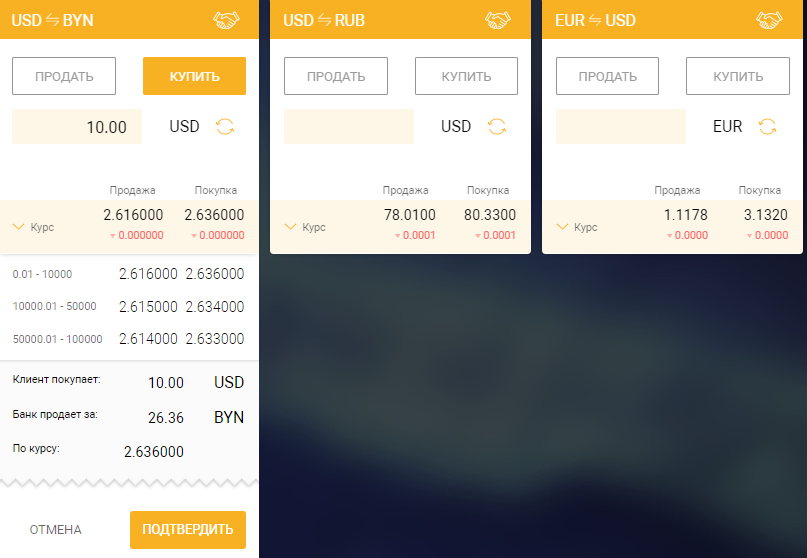 USD ⇋ BYN
ПРОДАТЬ
КУПИТЬ
10.00 USD
Продажа Покупка
Курс 2.616000 2.636000
0.000000 0.000000
0.01 - 10000 2.616000 2.636000
10000.01 - 50000 2.615000 2.634000
50000.01 - 100000 2.614000 2.633000
Клиент покупает: 10.00 USD
Банк продает за: 26.36 BYN
По курсу: 2.636000
ОТМЕНА
ПОДТВЕРДИТЬ
USD ⇋ RUB
ПРОДАТЬ
КУПИТЬ
USD
Продажа Покупка
Курс 78.0100 80.3300
0.0001 0.0001
EUR ⇋ USD
ПРОДАТЬ
КУПИТЬ
EUR
Продажа Покупка
Курс 1.1178 3.1320
0.0000 0.0000